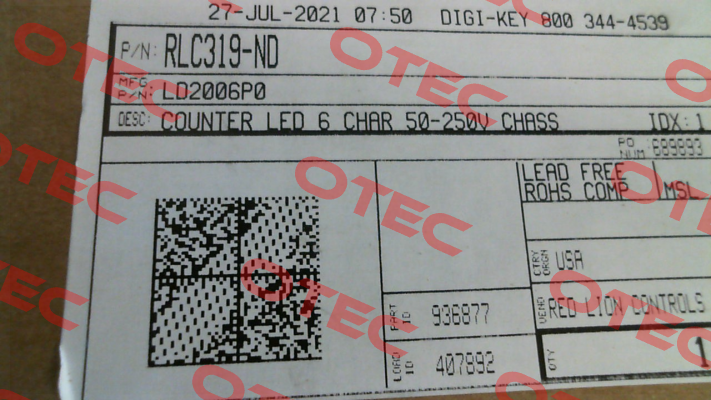 27-JUL-2021 07:50 DIGI-KEY 800 344-4539
P/N: RLC319-ND
MFG P/N: LD2006P0
DESC: COUNTER LED 6 CHAR 50-250V CHASS IDX: 1
PO NUM 689893
LEAD FREE
ROHS COMP MSL
CTRY ORGN USA
PART ID 936877
VEND RED LION CONTROLS
LOAD ID 407892
QTY 1
OTEC
OTEC
OTEC
OTEC
OTEC
OTEC
OTEC
OTEC